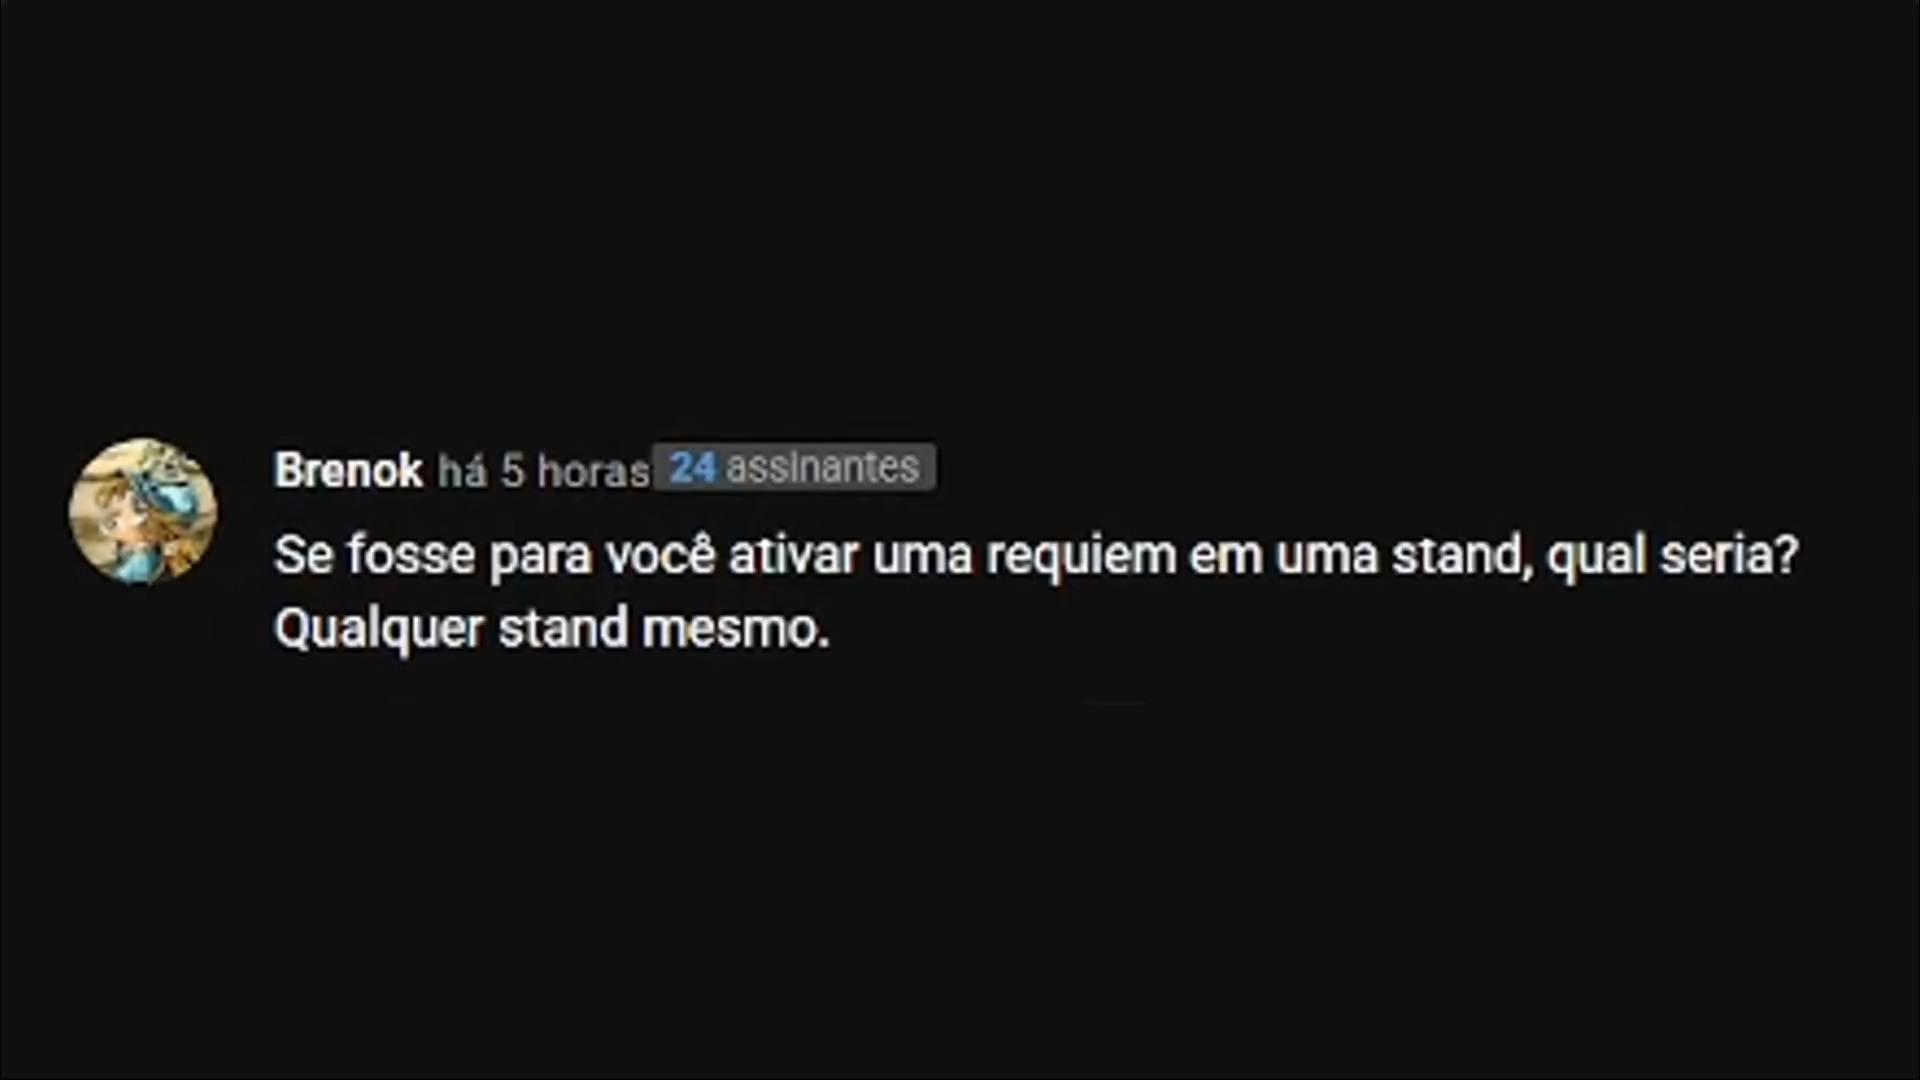 Brenok há 5 horas 24 assinantes
Se fosse para você ativar uma requiem em uma stand, qual seria?
Qualquer stand mesmo.